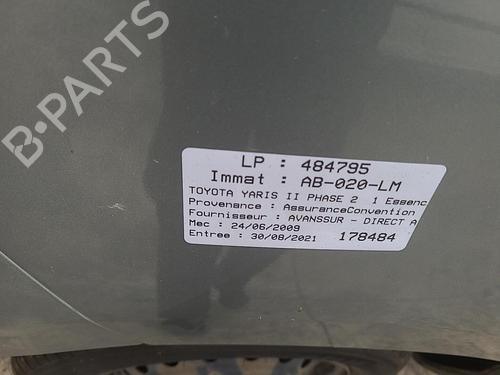 B-PARTS
LP : 484795
Immat : AB-020-LM
TOYOTA YARIS II PHASE 2 1 Essenc
Provenance : AssuranceConvention
Fournisseur : AVANSSUR - DIRECT A
Mec : 24/06/2009
Entree : 30/08/2021 178484